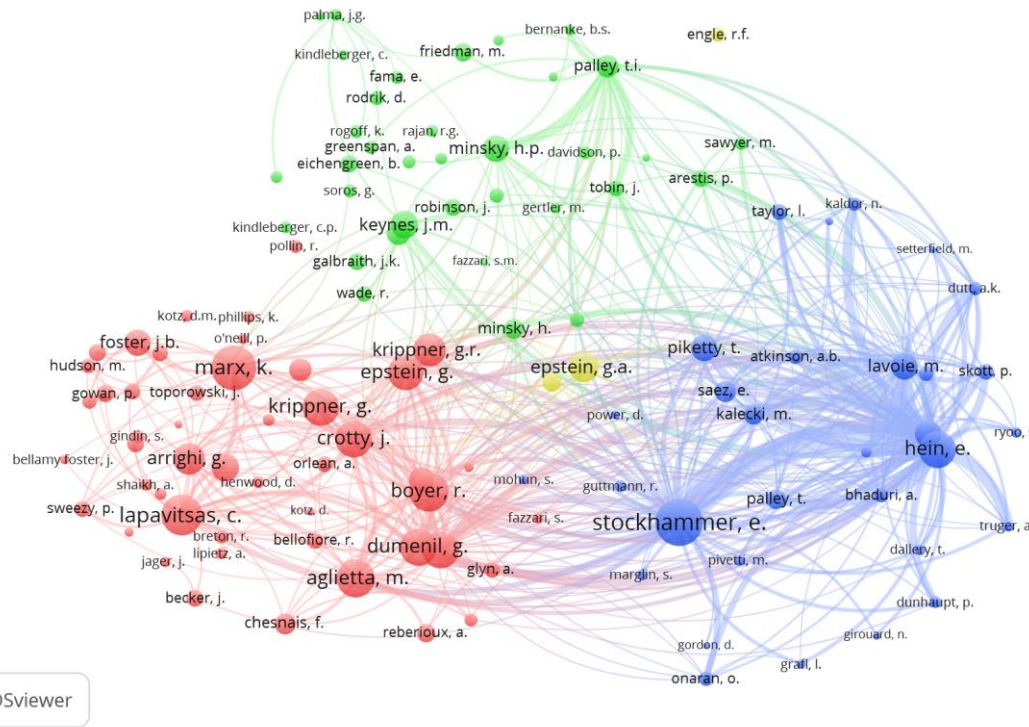 palma, j.g.
bernanke, b.s.
engle, r.f.
kindleberger, c.
friedman, m.
palley, t.i.
fama, e.
rodrik, d.
rogoff, k.
rajan, r.g.
greenspan, a.
minsky, h.p.
davidson, p.
sawyer, m.
eichengreen, b.
arestis, p.
soros, g.
tobin, j.
robinson, j.
gertler, m.
taylor, l.
kaldor, n.
kindleberger, c.p.
keynes, j.m.
pollin, r.
setterfield, m.
galbraith, j.k.
fazzari, s.m.
wade, r.
dutt, a.k.
kotz, d.m.
phillips, k.
minsky, h.
o'neill, p.
foster, j.b.
krippner, g.r.
piketty, t.
atkinson, a.b.
hudson, m.
marx, k.
epstein, g.
epstein, g.a.
lavoie, m.
skott, p.
gowan, p.
toporowski, j.
saez, e.
krippner, g.
power, d.
kalecki, m.
gindin, s.
crotty, j.
ryoo,
hein, e.
bellamy foster, j.
arrighi, g.
orlean, a.
shaikh, a.
henwood, d.
mohun, s.
guttmann, r.
boyer, r.
palley, t.
bhaduri, a.
sweezy, p.
lapavitsas, c.
kotz, d.
fazzari, s.
stockhammer, e.
truger, a
breton, r.
bellofiore, r.
lipietz, a.
dumenil, g.
dallery, t.
jager, j.
glyn, a.
pivetti, m.
aglietta, m.
marglin, s.
becker, j.
dunhaupt, p.
chesnais, f.
reberioux, a.
girouard, n.
gordon, d.
grafl, l.
onaran, o.
OSviewer